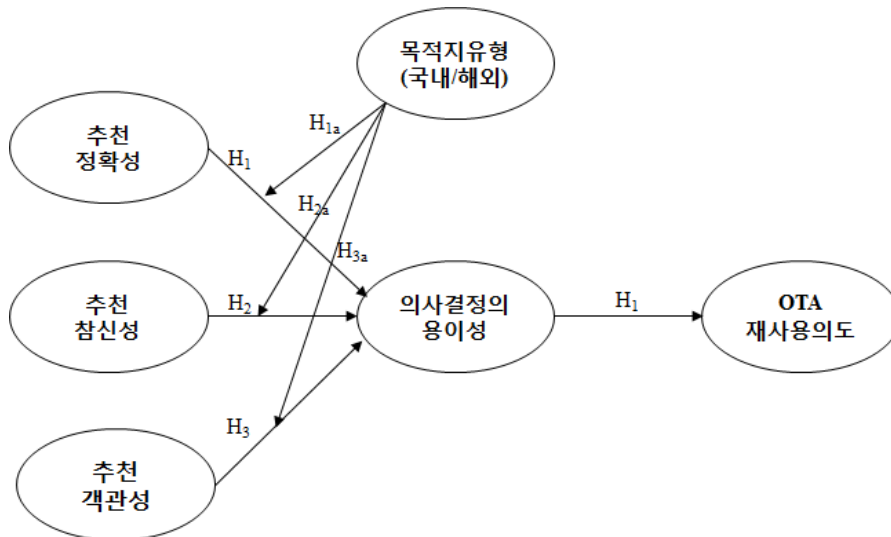 목적지유형
(국내/해외)
추천
정확성
H1
H1a
H2a
H3a
추천
참신성
H2
의사결정의
용이성
H1
OTA
재사용의도
H3
추천
객관성